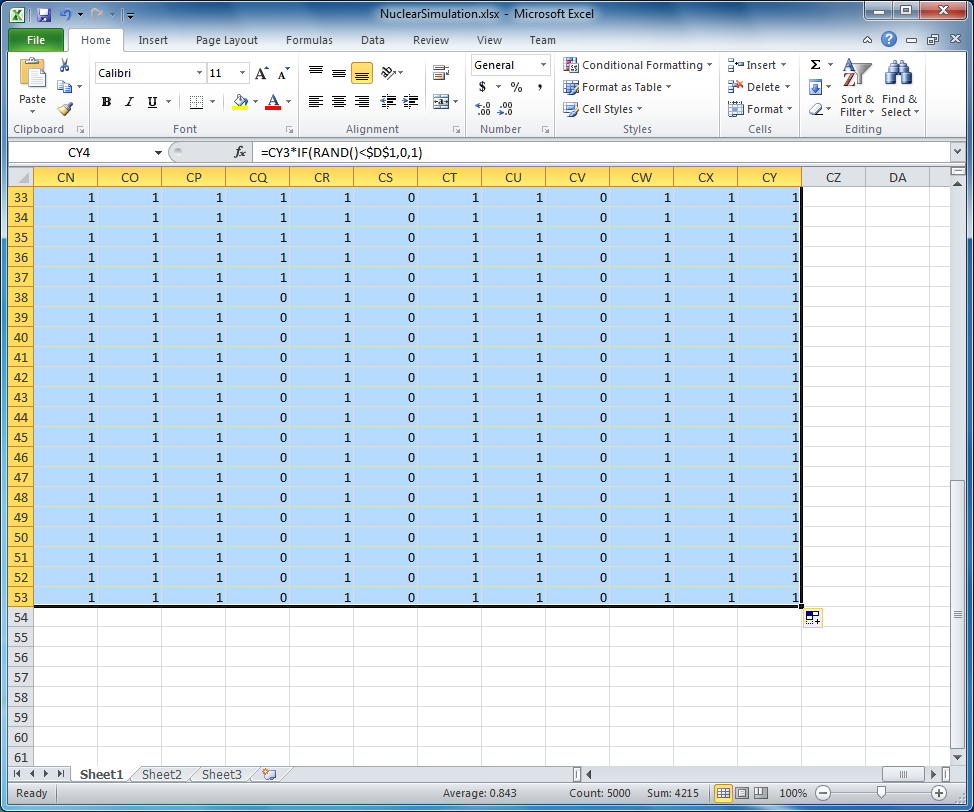 NuclearSimulation.xlsx - Microsoft Excel
File Home Insert Page Layout Formulas Data Review View Team
Calibri 11 A A General Conditional Formatting Insert Σ
Paste B I U A $ % , Format as Table Delete Sort & Find &
.00 .00 Cell Styles Format Filter Select
Clipboard Font Alignment Number Styles Cells Editing
CY4 fx =CY3*IF(RAND()<$D$1,0,1)
CN CO CP CQ CR CS CT CU CV CW CX CY CZ DA
33 1 1 1 1 1 0 1 1 0 1 1 1
34 1 1 1 1 1 0 1 1 0 1 1 1
35 1 1 1 1 1 0 1 1 0 1 1 1
36 1 1 1 1 1 0 1 1 0 1 1 1
37 1 1 1 1 1 0 1 1 0 1 1 1
38 1 1 1 0 1 0 1 1 0 1 1 1
39 1 1 1 0 1 0 1 1 0 1 1 1
40 1 1 1 0 1 0 1 1 0 1 1 1
41 1 1 1 0 1 0 1 1 0 1 1 1
42 1 1 1 0 1 0 1 1 0 1 1 1
43 1 1 1 0 1 0 1 1 0 1 1 1
44 1 1 1 0 1 0 1 1 0 1 1 1
45 1 1 1 0 1 0 1 1 0 1 1 1
46 1 1 1 0 1 0 1 1 0 1 1 1
47 1 1 1 0 1 0 1 1 0 1 1 1
48 1 1 1 0 1 0 1 1 0 1 1 1
49 1 1 1 0 1 0 1 1 0 1 1 1
50 1 1 1 0 1 0 1 1 0 1 1 1
51 1 1 1 0 1 0 1 1 0 1 1 1
52 1 1 1 0 1 0 1 1 0 1 1 1
53 1 1 1 0 1 0 1 1 0 1 1 1
54
55
56
57
58
59
60
61
Sheet1 Sheet2 Sheet3
Ready Average: 0.843 Count: 5000 Sum: 4215 100%